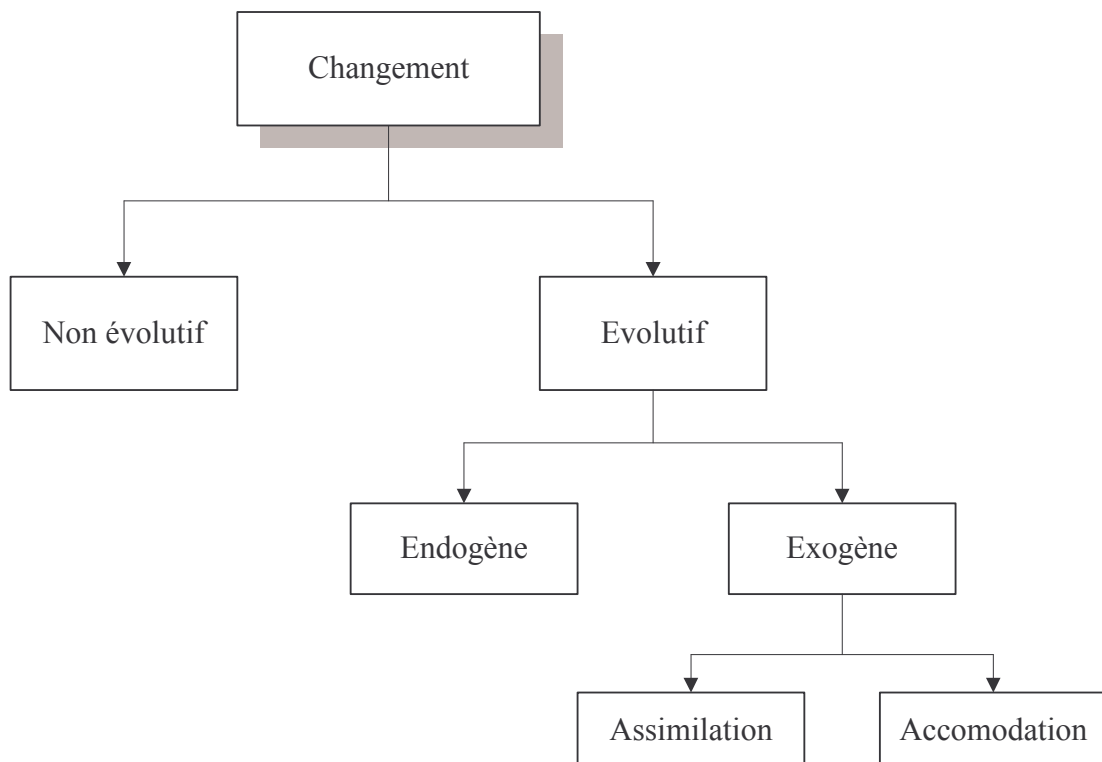 Changement
Non évolutif
Evolutif
Endogène
Exogène
Assimilation
Accomodation